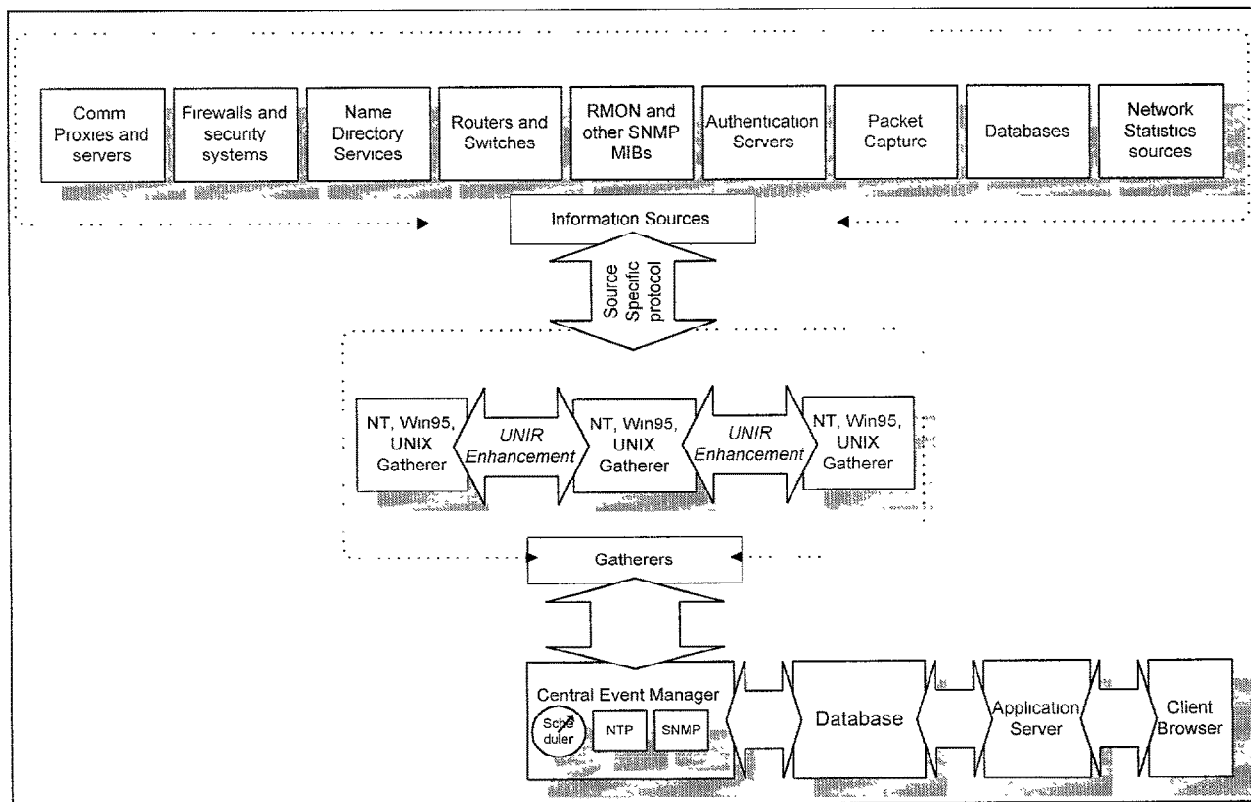 Comm
Proxies and
servers
Firewalls and
security
systems
Name
Directory
Services
Routers and
Switches
RMON and
other SNMP
MIBs
Authentication
Servers
Packet
Capture
Databases
Network
Statistics
sources
Information Sources
Source
Specific
protocol
NT, Win95,
UNIX
Gatherer
UNIR
Enhancement
NT, Win95,
UNIX
Gatherer
UNIR
Enhancement
NT, Win95,
UNIX
Gatherer
Gatherers
Central Event Manager
Sche
duler
NTP
SNMP
Database
Application
Server
Client
Browser